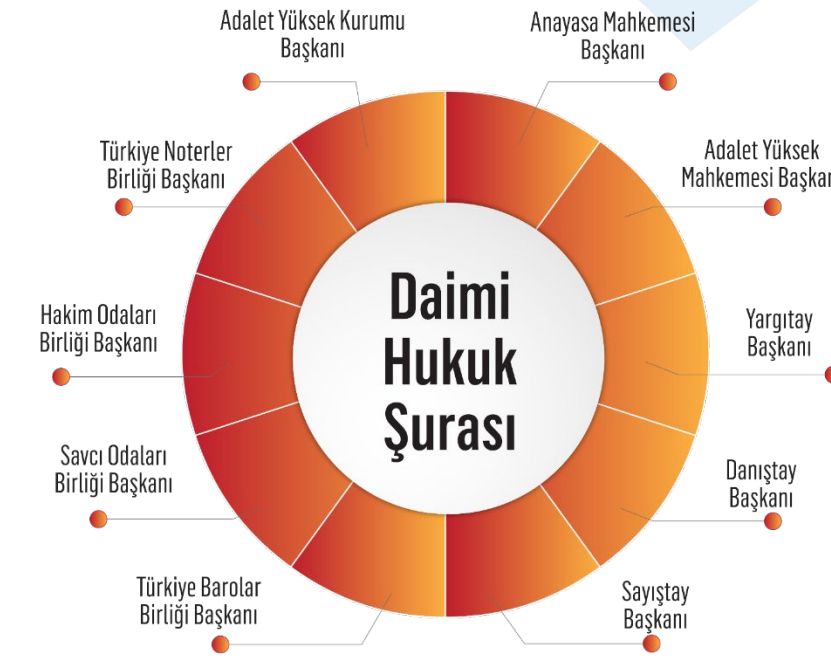 Adalet Yüksek Kurumu
Başkanı
Anayasa Mahkemesi
Başkanı
Türkiye Noterler
Birliği Başkanı
Adalet Yüksek
Mahkemesi Başkan
Hakim Odaları
Birliği Başkanı
Daimi
Hukuk
Şurası
Yargıtay
Başkanı
Savcı Odaları
Birliği Başkanı
Danıştay
Başkanı
Türkiye Barolar
Birliği Başkanı
Sayıştay
Başkanı